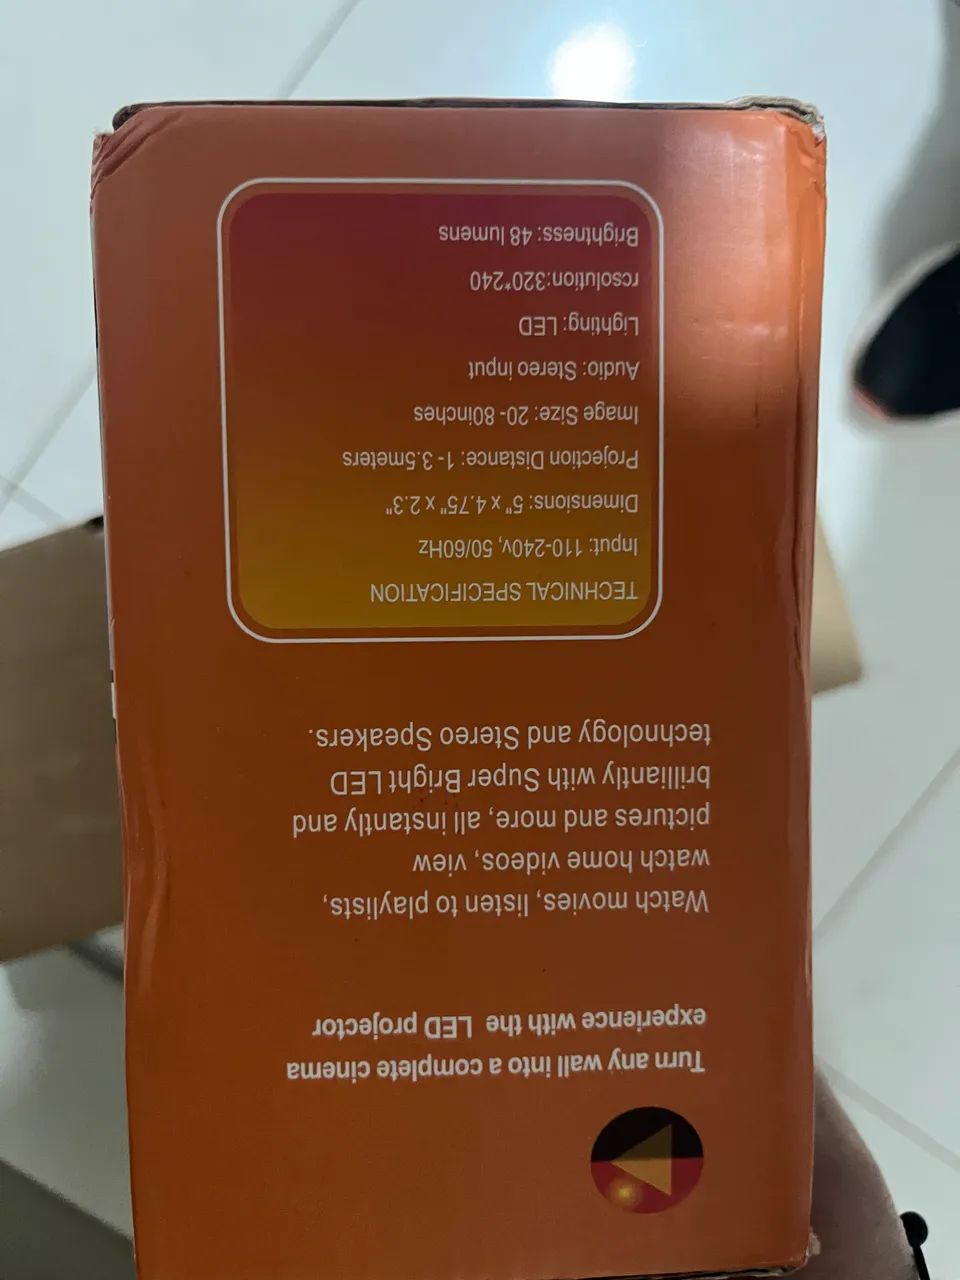 Turn any wall into a complete cinema
experience with the LED projector
Watch movies, listen to playlists,
watch home videos, view
pictures and more, all instantly and
brilliantly with Super Bright LED
technology and Stereo Speakers.
TECHNICAL SPECIFICATION
Input: 110-240v, 50/60Hz
Dimensions: 5" x 4.75" x 2.3"
Projection Distance: 1- 3.5meters
Image Size: 20- 80inches
Audio: Stereo input
Lighting: LED
rcsolution:320*240
Brightness: 48 lumens